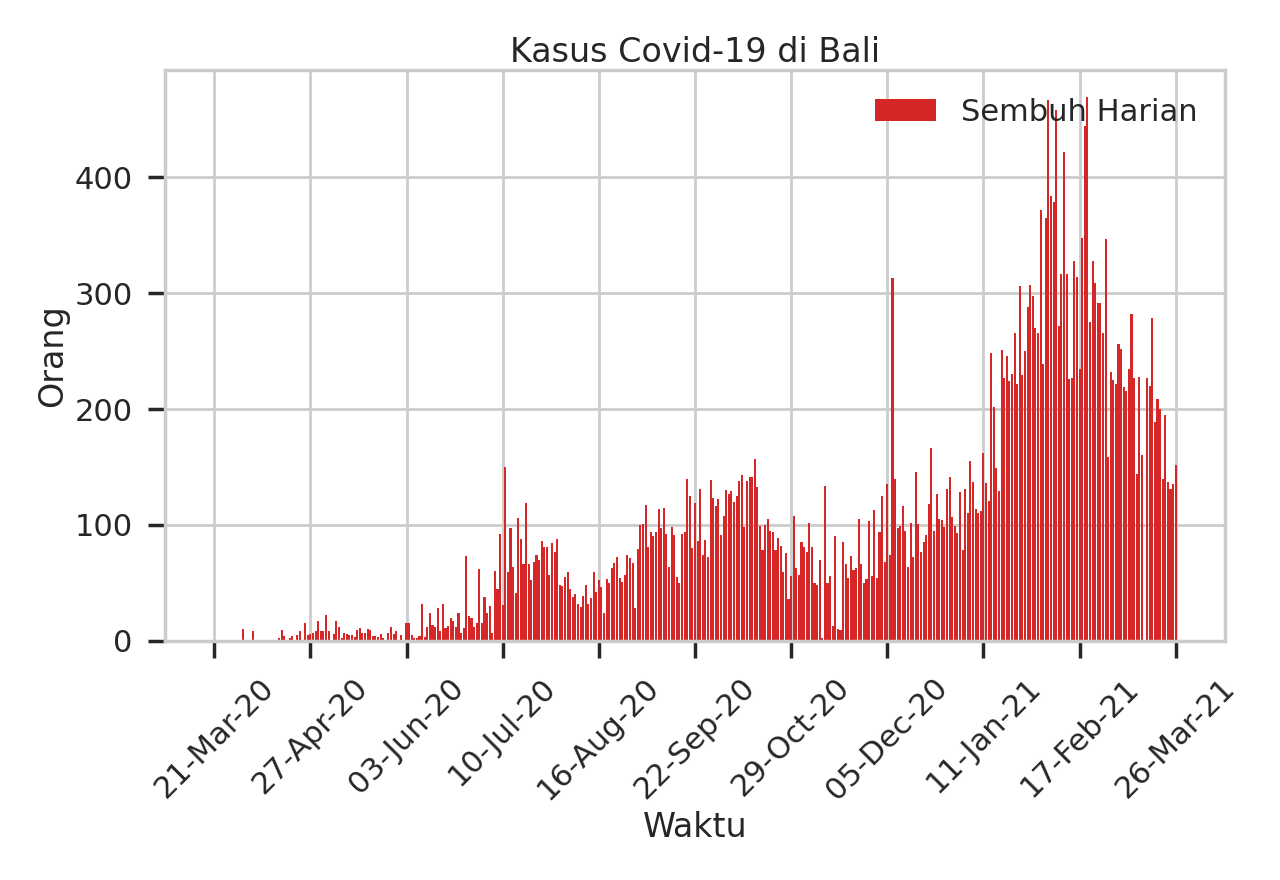 Kasus Covid-19 di Bali
Sembuh Harian
Orang
400
300
200
100
0
21-Mar-20
27-Apr-20
03-Jun-20
10-Jul-20
16-Aug-20
22-Sep-20
29-Oct-20
05-Dec-20
11-Jan-21
17-Feb-21
26-Mar-21
Waktu